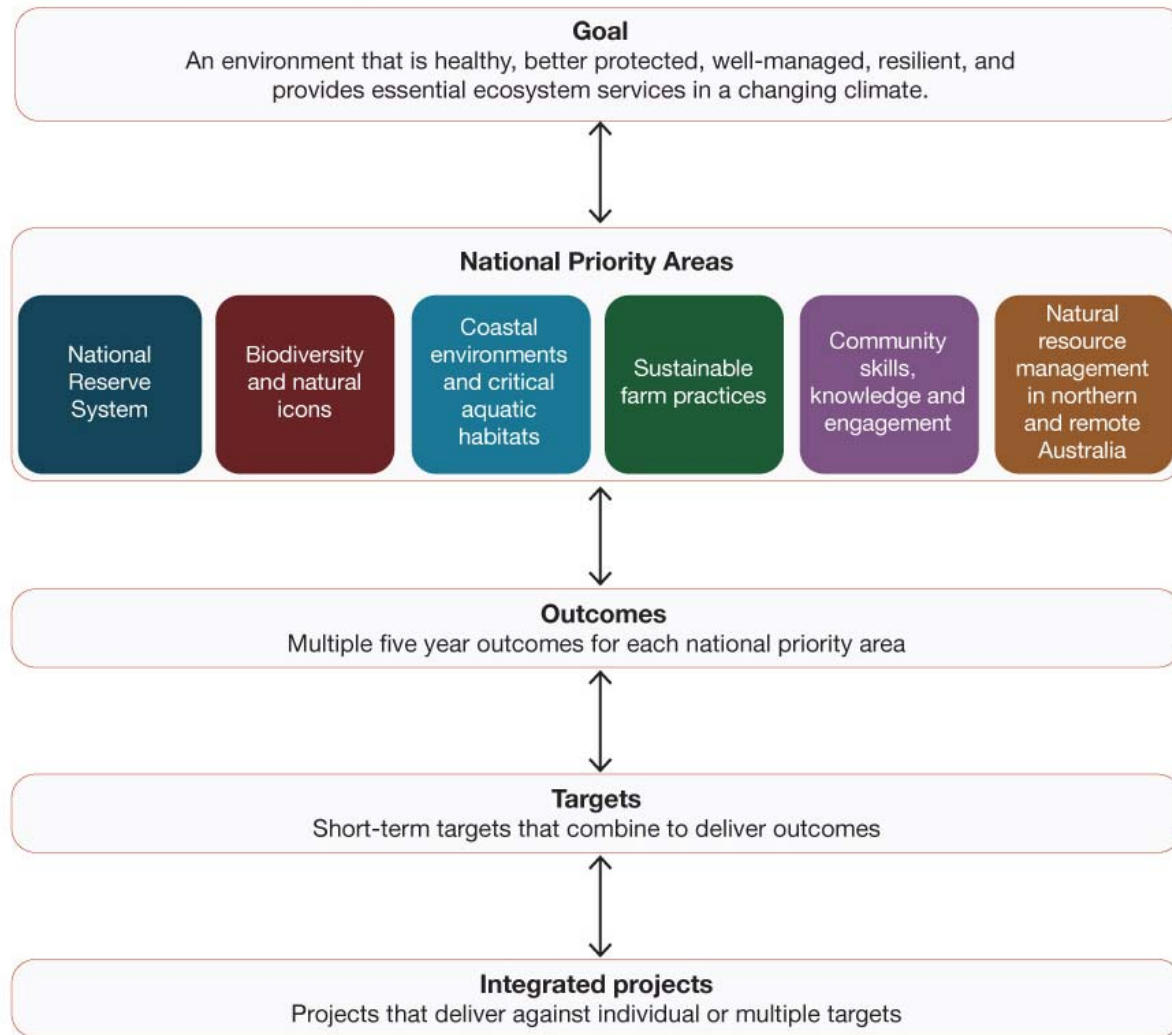 Goal
An environment that is healthy, better protected, well-managed, resilient, and
provides essential ecosystem services in a changing climate.
National Priority Areas
National
Reserve
System
Biodiversity
and natural
icons
Coastal
environments
and critical
aquatic
habitats
Sustainable
farm practices
Community
skills,
knowledge and
engagement
Natural
resource
management
in northern
and remote
Australia
Outcomes
Multiple five year outcomes for each national priority area
Targets
Short-term targets that combine to deliver outcomes
Integrated projects
Projects that deliver against individual or multiple targets